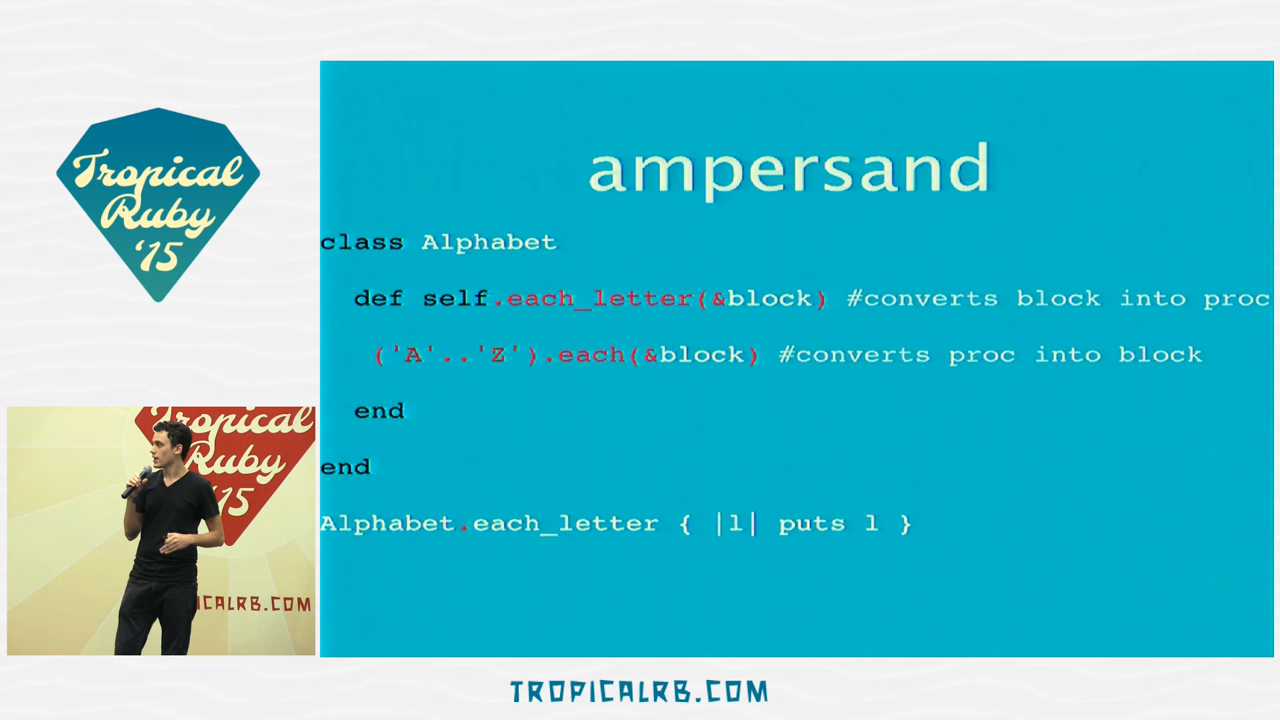 Tropical
Ruby
'15
ampersand
class Alphabet
def self.each_letter(&block) #converts block into proc
('A'..'Z').each(&block) #converts proc into block
end
end
Alphabet.each_letter { |l| puts l }
Tropical
Ruby
'15
ICALRB.COM
TROPICALRB.COM